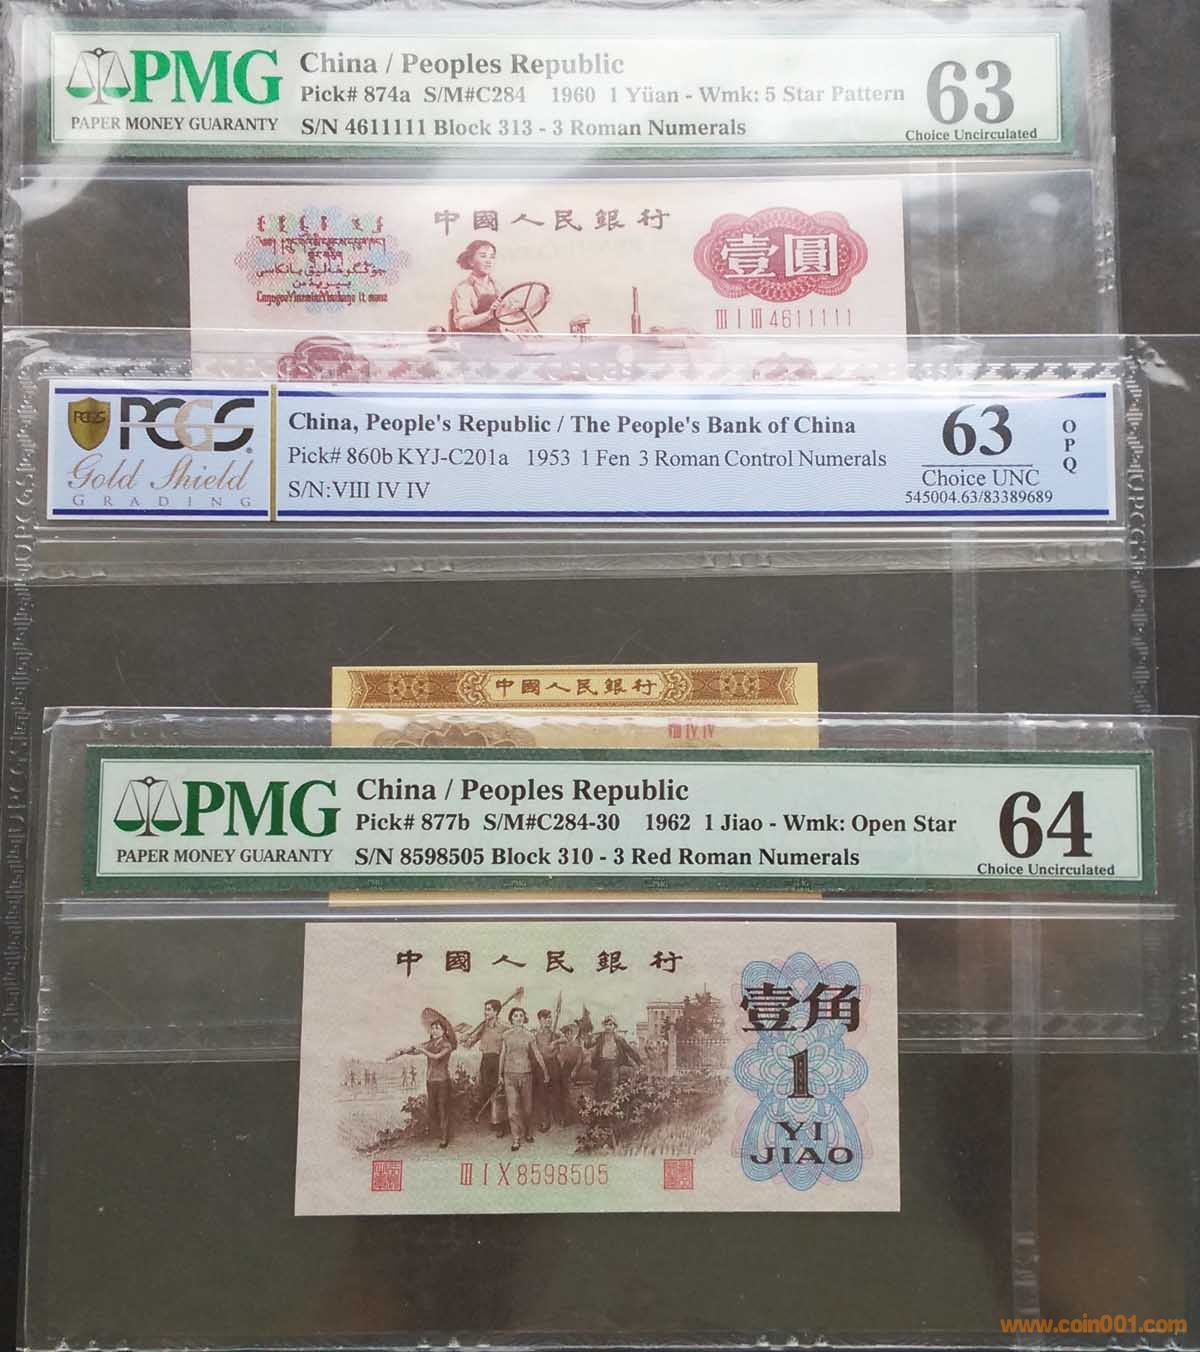 PMG
PAPER MONEY GUARANTY
China / Peoples Republic
Pick# 874a S/M#C284 1960 1 Yüan - Wmk: 5 Star Pattern
S/N 4611111 Block 313 - 3 Roman Numerals
63
Choice Uncirculated
中國人民銀行
壹圓
III I III 4611111
PCGS
PCGS
Gold Shield
GRADING
China, People's Republic / The People's Bank of China
Pick# 860b KYJ-C201a 1953 1 Fen 3 Roman Control Numerals
S/N:VIII IV IV
63
Choice UNC
545004.63/83389689
OPQ
中國人民銀行
VIII IV IV
PMG
PAPER MONEY GUARANTY
China / Peoples Republic
Pick# 877b S/M#C284-30 1962 1 Jiao - Wmk: Open Star
S/N 8598505 Block 310 - 3 Red Roman Numerals
64
Choice Uncirculated
中國人民銀行
壹角
1
YI
JIAO
III I X 8598505
www.coin001.com